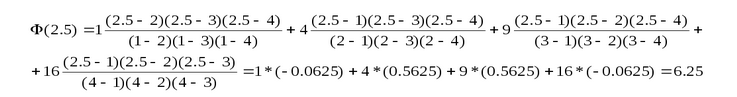 Φ(2.5) = 1 (2.5 - 2)(2.5 - 3)(2.5 - 4) / (1 - 2)(1 - 3)(1 - 4) + 4 (2.5 - 1)(2.5 - 3)(2.5 - 4) / (2 - 1)(2 - 3)(2 - 4) + 9 (2.5 - 1)(2.5 - 2)(2.5 - 4) / (3 - 1)(3 - 2)(3 - 4) +
+ 16 (2.5 - 1)(2.5 - 2)(2.5 - 3) / (4 - 1)(4 - 2)(4 - 3) = 1 * (- 0.0625) + 4 * (0.5625) + 9 * (0.5625) + 16 * (- 0.0625) = 6.25